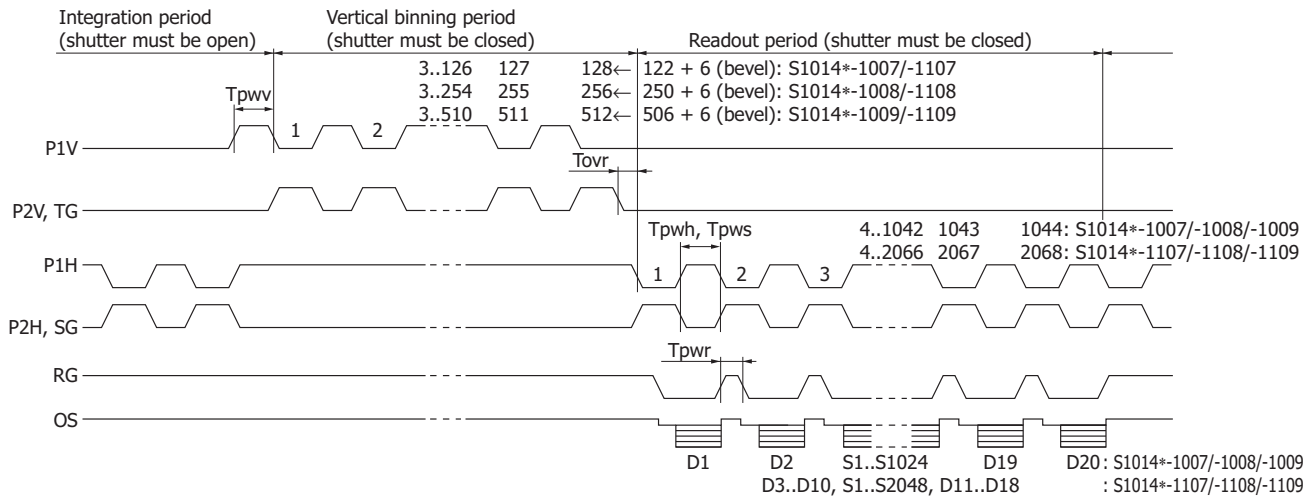 Integration period
(shutter must be open)
Vertical binning period
(shutter must be closed)
Readout period (shutter must be closed)
3..126 127 128← 122 + 6 (bevel): S1014*-1007/-1107
3..254 255 256← 250 + 6 (bevel): S1014*-1008/-1108
3..510 511 512← 506 + 6 (bevel): S1014*-1009/-1109
Tpwv
P1V 1 2
Tovr
P2V, TG
Tpwh, Tpws
4..1042 1043 1044: S1014*-1007/-1008/-1009
4..2066 2067 2068: S1014*-1107/-1108/-1109
P1H 1 2 3
P2H, SG
Tpwr
RG
OS
D1 D2 S1..S1024 D19 D20 : S1014*-1007/-1008/-1009
D3..D10, S1..S2048, D11..D18 : S1014*-1107/-1108/-1109